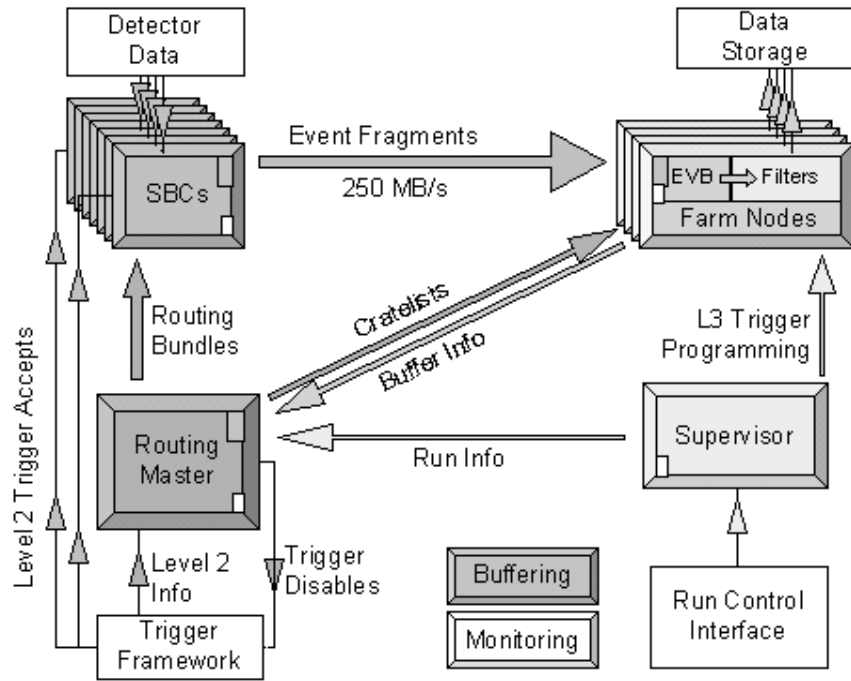 Detector
Data
Data
Storage
Event Fragments
250 MB/s
SBCs
EVB
Filters
Farm Nodes
Routing
Bundles
Cratelists
Buffer Info
L3 Trigger
Programming
Level 2 Trigger Accepts
Routing
Master
Run Info
Supervisor
Level 2
Info
Trigger
Disables
Buffering
Monitoring
Run Control
Interface
Trigger
Framework